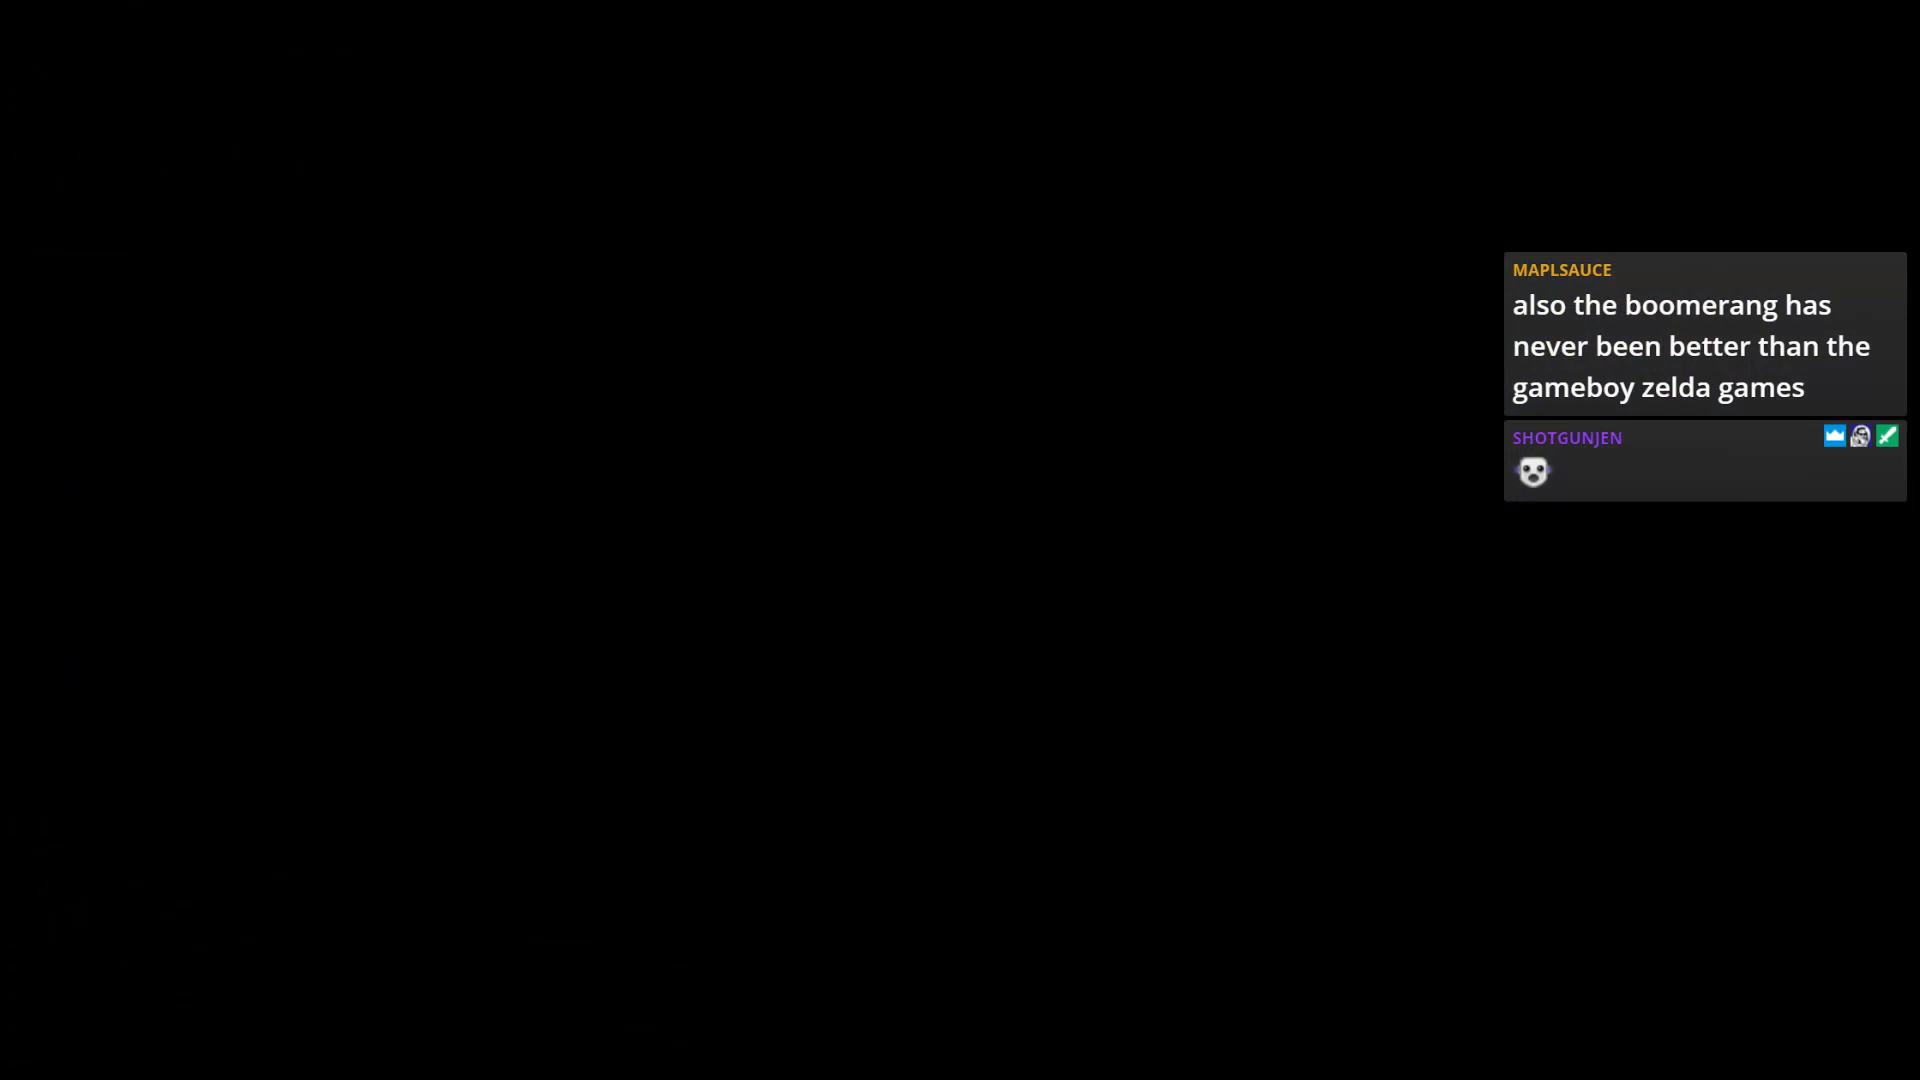 MAPLSAUCE
also the boomerang has
never been better than the
gameboy zelda games
SHOTGUNJEN